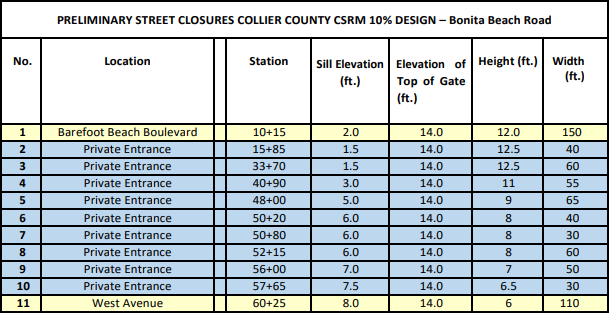 PRELIMINARY STREET CLOSURES COLLIER COUNTY CSRM 10% DESIGN – Bonita Beach Road
No. Location Station Sill Elevation (ft.) Elevation of Top of Gate (ft.) Height (ft.) Width (ft.)
1 Barefoot Beach Boulevard 10+15 2.0 14.0 12.0 150
2 Private Entrance 15+85 1.5 14.0 12.5 40
3 Private Entrance 33+70 1.5 14.0 12.5 60
4 Private Entrance 40+90 3.0 14.0 11 55
5 Private Entrance 48+00 5.0 14.0 9 65
6 Private Entrance 50+20 6.0 14.0 8 40
7 Private Entrance 50+80 6.0 14.0 8 30
8 Private Entrance 52+15 6.0 14.0 8 60
9 Private Entrance 56+00 7.0 14.0 7 50
10 Private Entrance 57+65 7.5 14.0 6.5 30
11 West Avenue 60+25 8.0 14.0 6 110